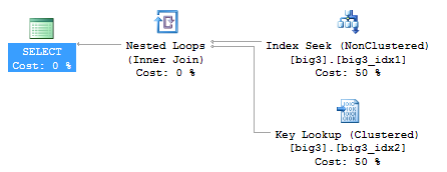 SELECT
Cost: 0 %
Nested Loops
(Inner Join)
Cost: 0 %
Index Seek (NonClustered)
[big3].[big3_idx1]
Cost: 50 %
Key Lookup (Clustered)
[big3].[big3_idx2]
Cost: 50 %